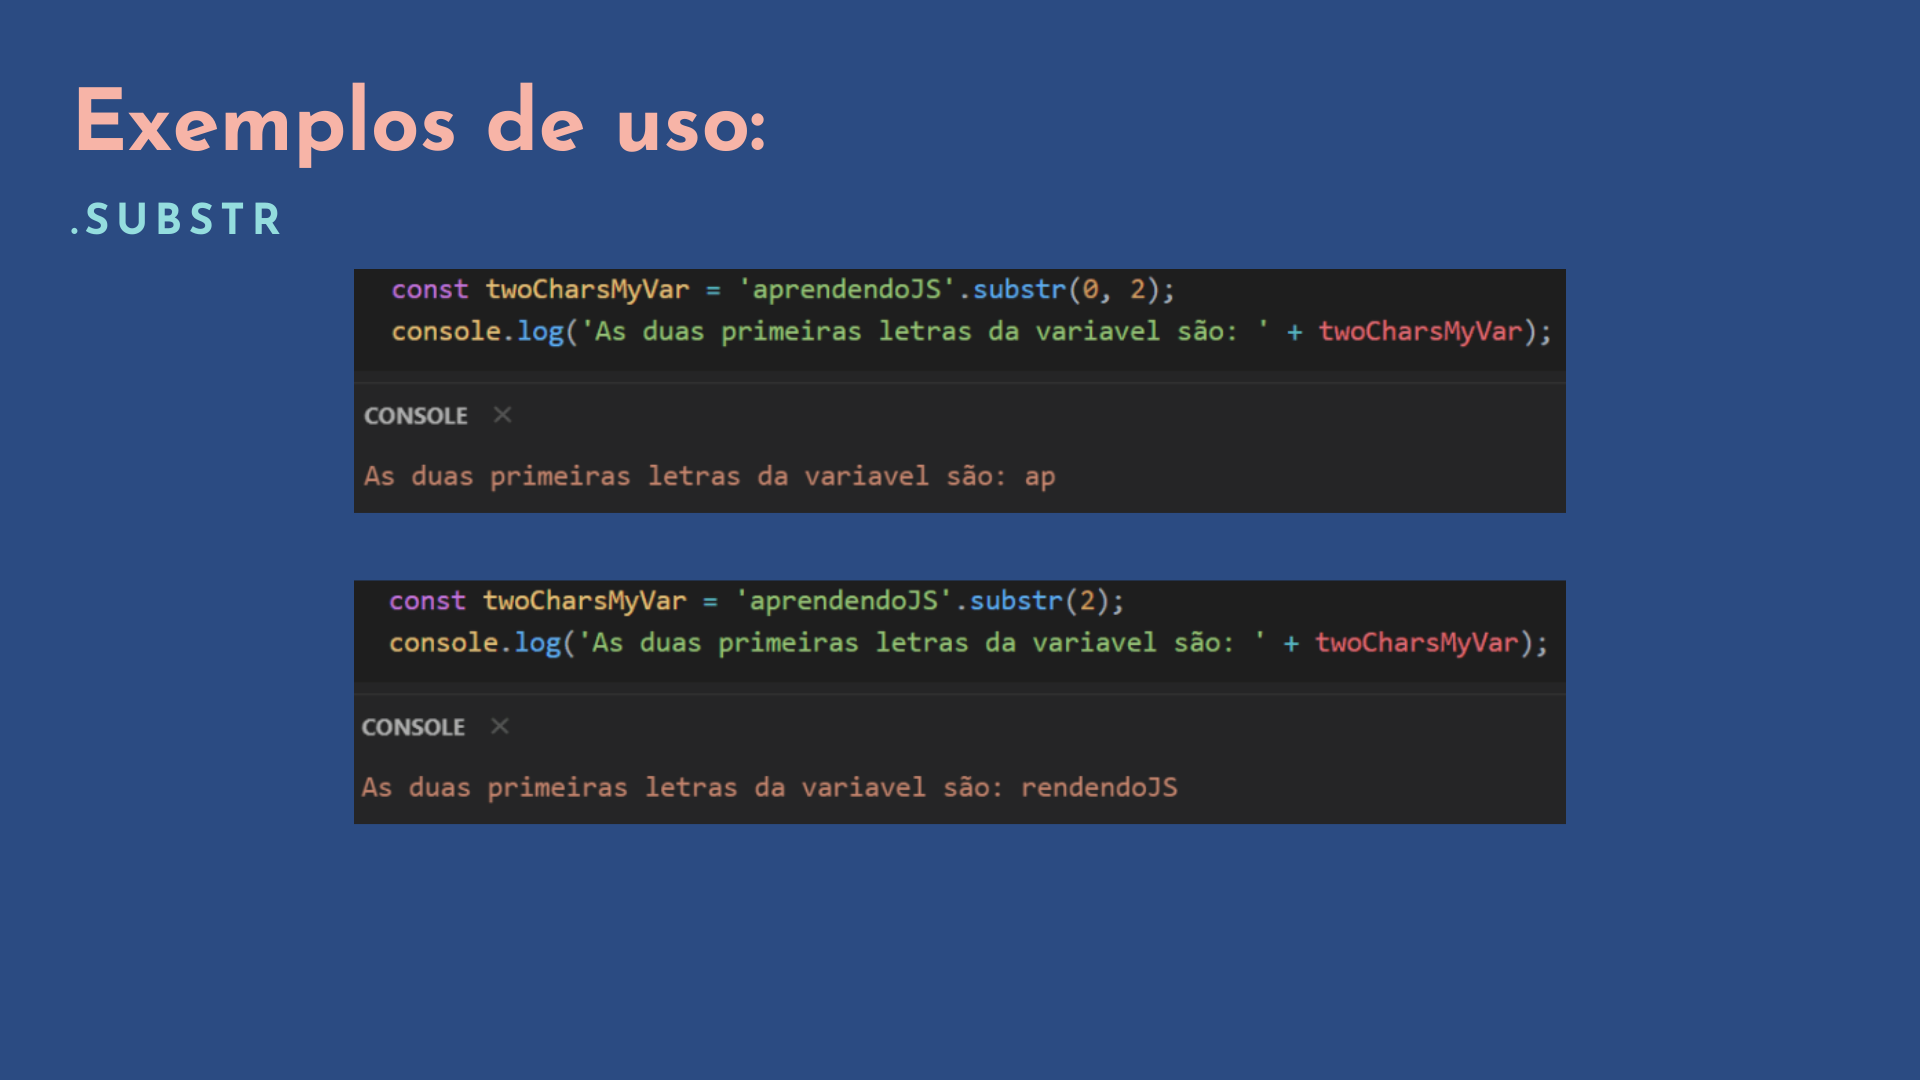 Exemplos de uso:
.SUBSTR
const twoCharsMyVar = 'aprendendoJS'.substr(0, 2);
console.log('As duas primeiras letras da variavel são: ' + twoCharsMyVar);
CONSOLE ×
As duas primeiras letras da variavel são: ap
const twoCharsMyVar = 'aprendendoJS'.substr(2);
console.log('As duas primeiras letras da variavel são: ' + twoCharsMyVar);
CONSOLE ×
As duas primeiras letras da variavel são: rendendoJS